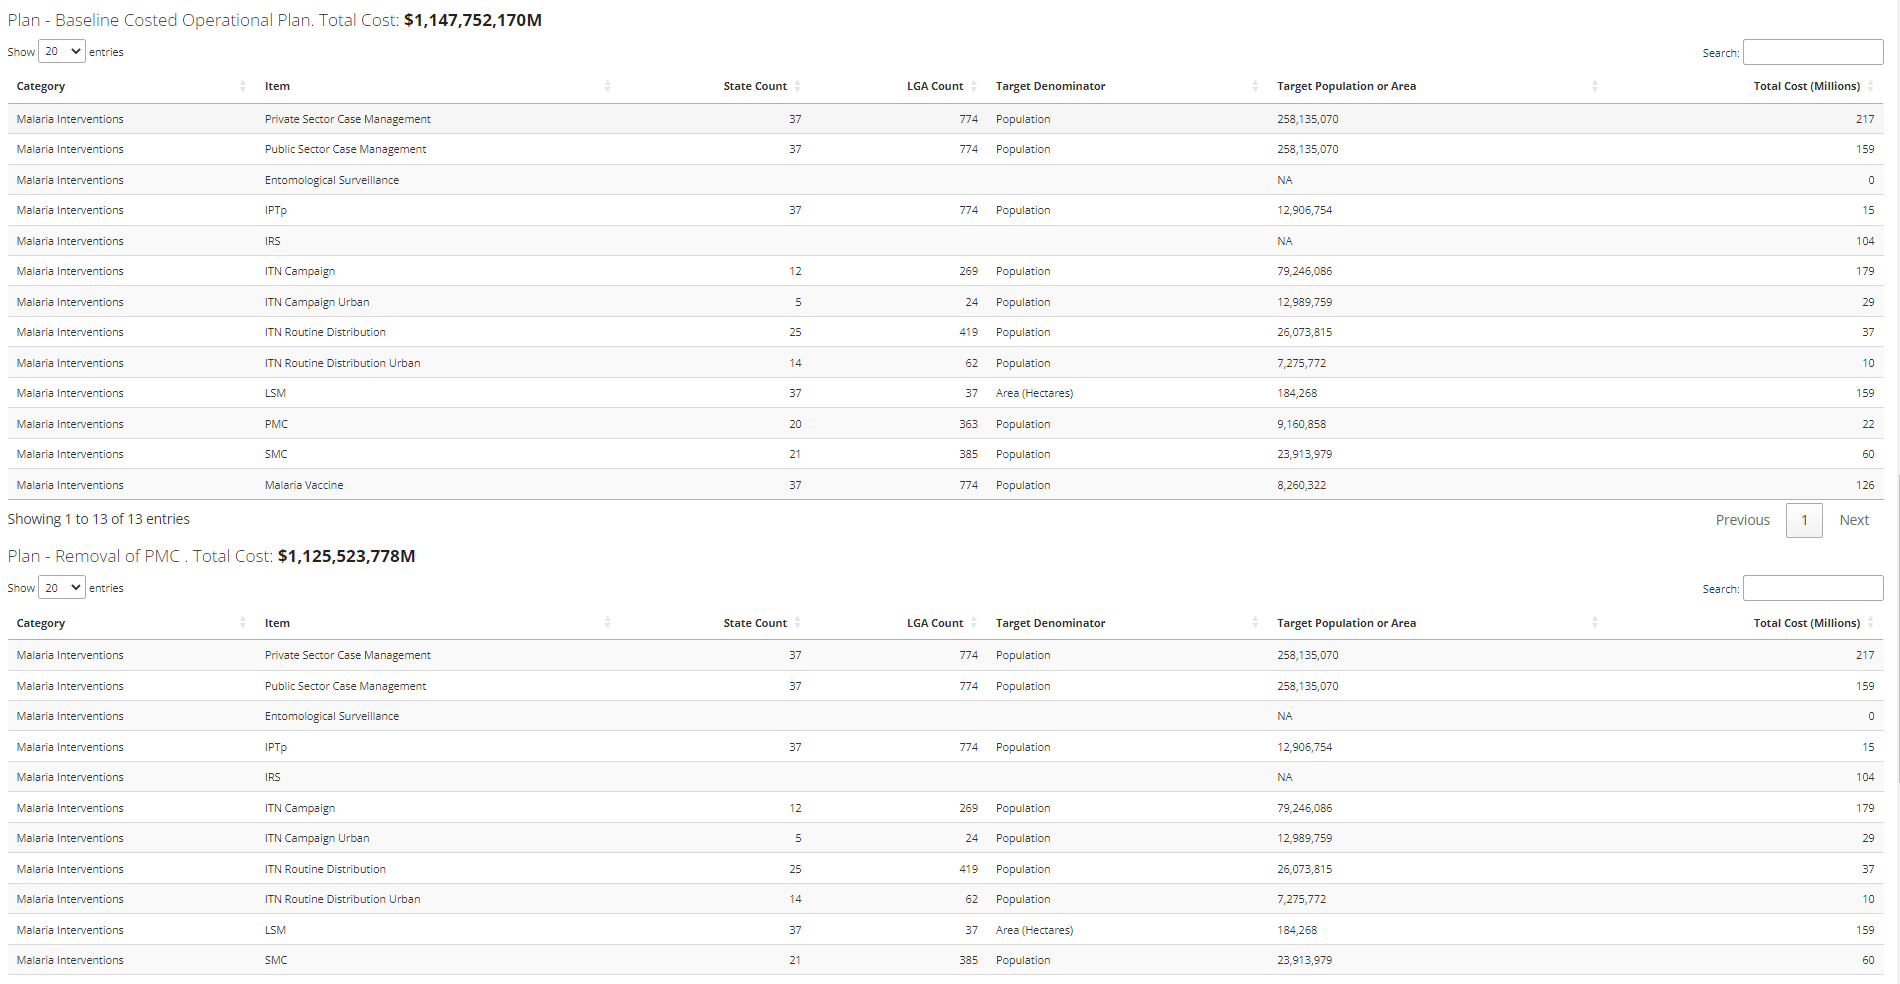 Plan - Baseline Costed Operational Plan. Total Cost: $1,147,752,170M
Show 20 entries Search:
Category Item State Count LGA Count Target Denominator Target Population or Area Total Cost (Millions)
Malaria Interventions Private Sector Case Management 37 774 Population 258,135,070 217
Malaria Interventions Public Sector Case Management 37 774 Population 258,135,070 159
Malaria Interventions Entomological Surveillance NA 0
Malaria Interventions IPTp 37 774 Population 12,906,754 15
Malaria Interventions IRS NA 104
Malaria Interventions ITN Campaign 12 269 Population 79,246,086 179
Malaria Interventions ITN Campaign Urban 5 24 Population 12,989,759 29
Malaria Interventions ITN Routine Distribution 25 419 Population 26,073,815 37
Malaria Interventions ITN Routine Distribution Urban 14 62 Population 7,275,772 10
Malaria Interventions LSM 37 37 Area (Hectares) 184,268 159
Malaria Interventions PMC 20 363 Population 9,160,858 22
Malaria Interventions SMC 21 385 Population 23,913,979 60
Malaria Interventions Malaria Vaccine 37 774 Population 8,260,322 126
Showing 1 to 13 of 13 entries Previous 1 Next
Plan - Removal of PMC . Total Cost: $1,125,523,778M
Show 20 entries Search:
Category Item State Count LGA Count Target Denominator Target Population or Area Total Cost (Millions)
Malaria Interventions Private Sector Case Management 37 774 Population 258,135,070 217
Malaria Interventions Public Sector Case Management 37 774 Population 258,135,070 159
Malaria Interventions Entomological Surveillance NA 0
Malaria Interventions IPTp 37 774 Population 12,906,754 15
Malaria Interventions IRS NA 104
Malaria Interventions ITN Campaign 12 269 Population 79,246,086 179
Malaria Interventions ITN Campaign Urban 5 24 Population 12,989,759 29
Malaria Interventions ITN Routine Distribution 25 419 Population 26,073,815 37
Malaria Interventions ITN Routine Distribution Urban 14 62 Population 7,275,772 10
Malaria Interventions LSM 37 37 Area (Hectares) 184,268 159
Malaria Interventions SMC 21 385 Population 23,913,979 60